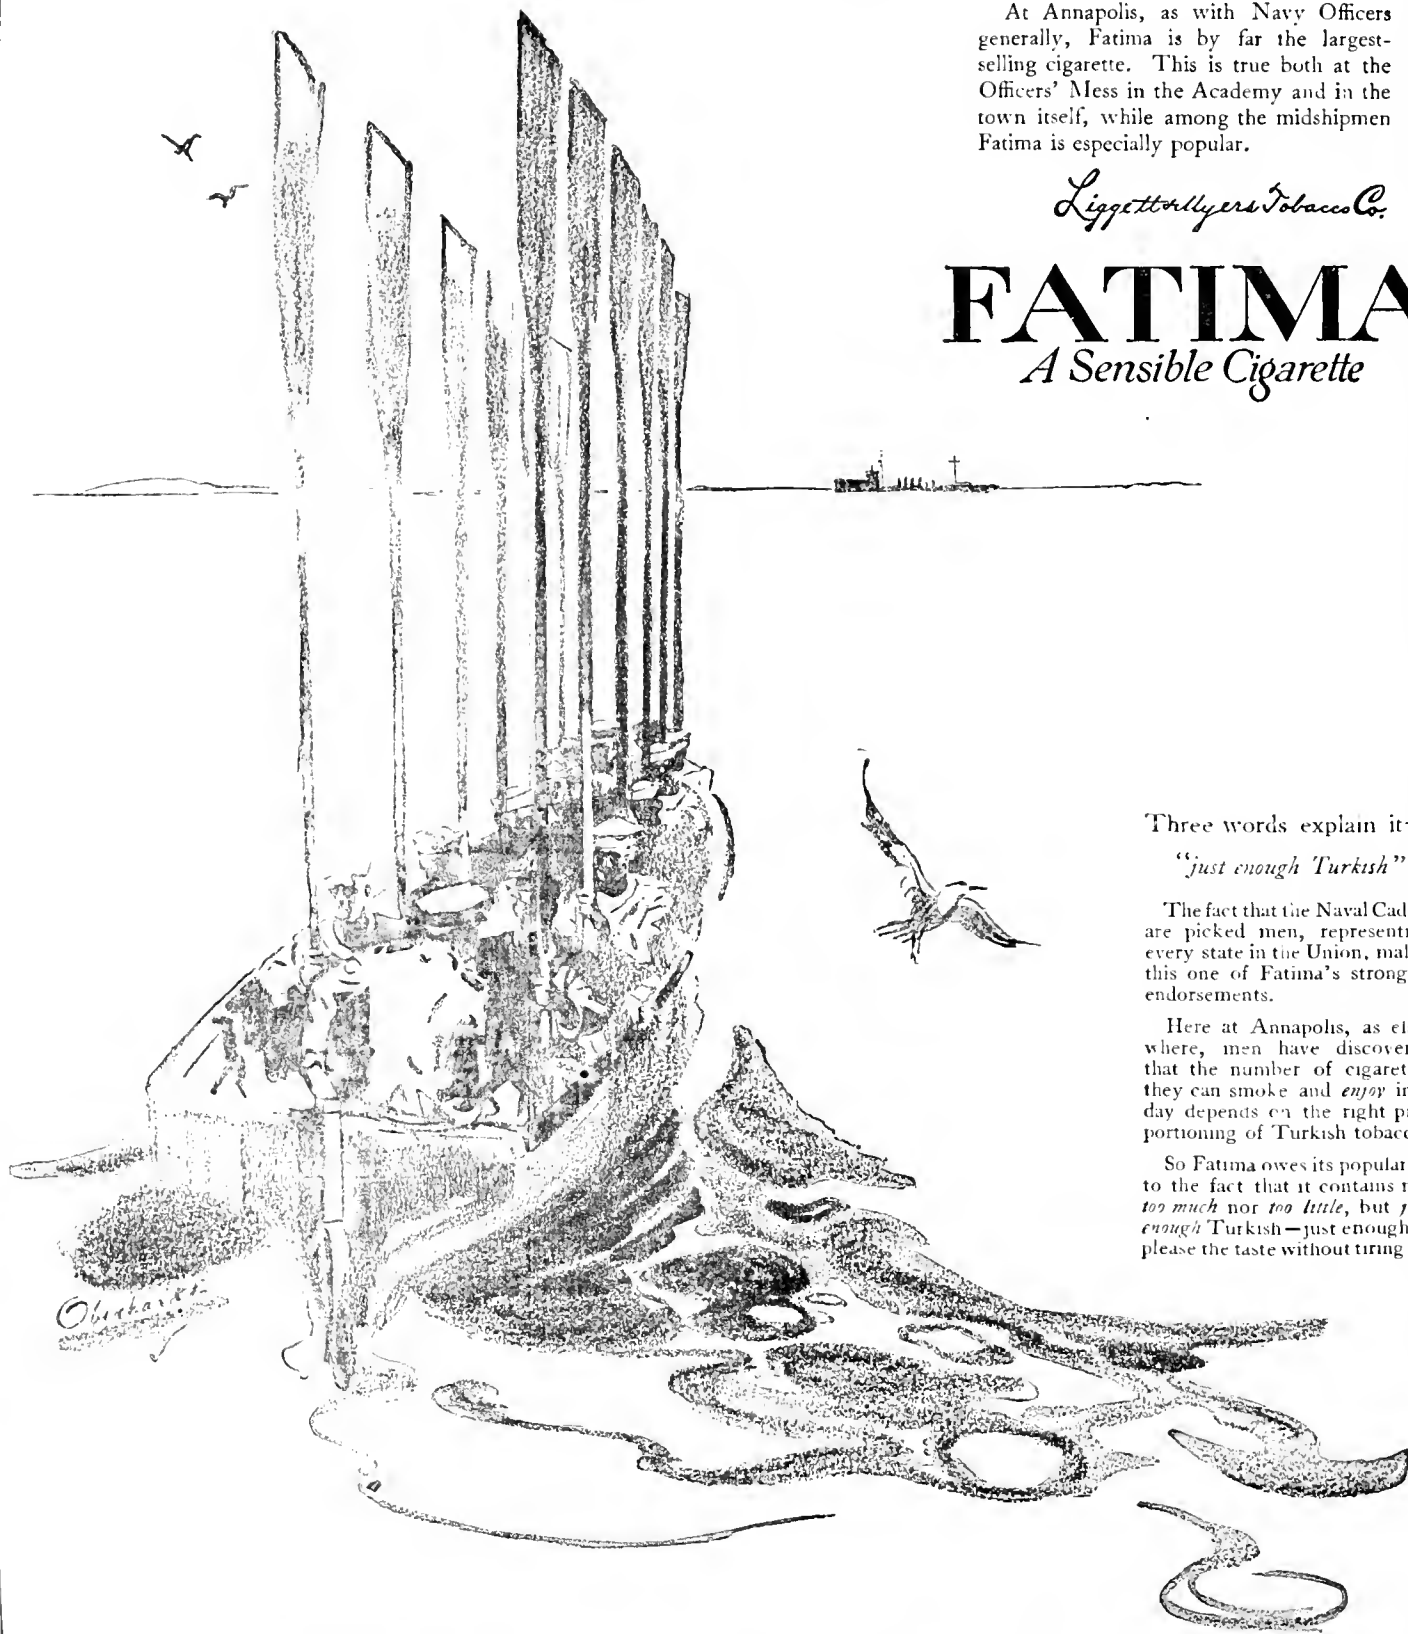 At Annapolis, as with Navy Officers
generally, Fatima is by far the largest-
selling cigarette. This is true both at the
Officers' Mess in the Academy and in the
town itself, while among the midshipmen
Fatima is especially popular.
Liggett & Myers Tobacco Co.
FATIMA
A Sensible Cigarette
Three words explain it-
"just enough Turkish"
The fact that the Naval Cad
are picked men, representi
every state in the Union, mak
this one of Fatima's strong
endorsements.
Here at Annapolis, as el
where, men have discover
that the number of cigaret
they can smoke and enjoy in
day depends on the right pr
portioning of Turkish tobacc
So Fatima owes its popular
to the fact that it contains n
too much nor too little, but j
enough Turkish—just enough
please the taste without tiring
Oberhardt